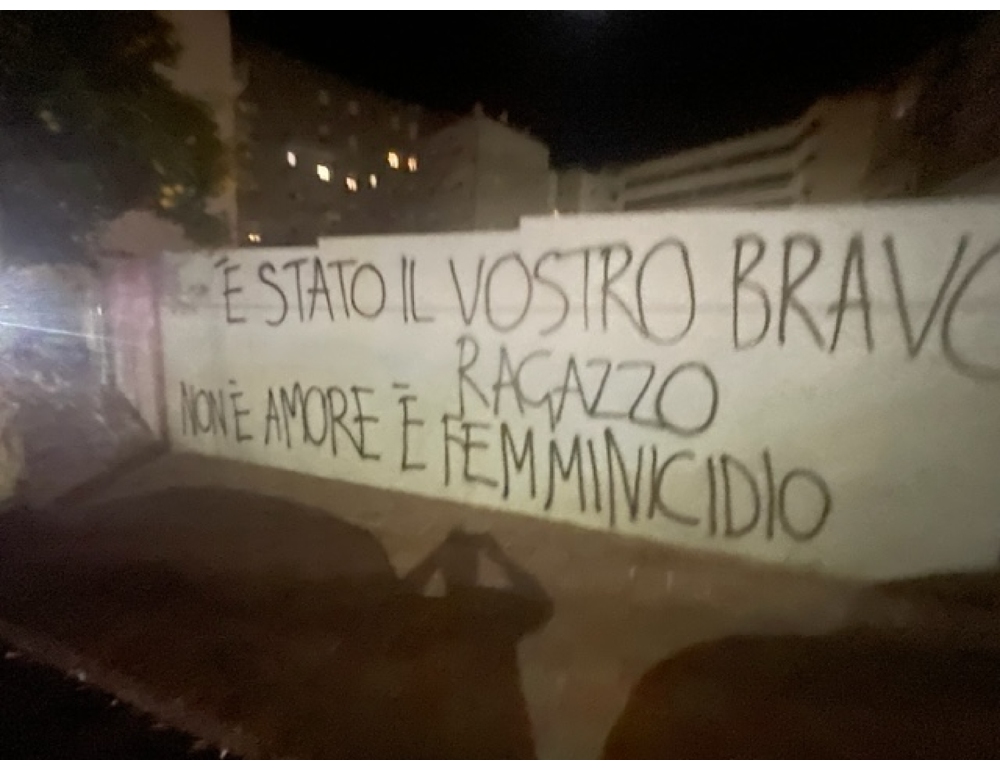 È STATO IL VOSTRO BRAVO
RAGAZZO
NON È AMORE È FEMMINICIDIO